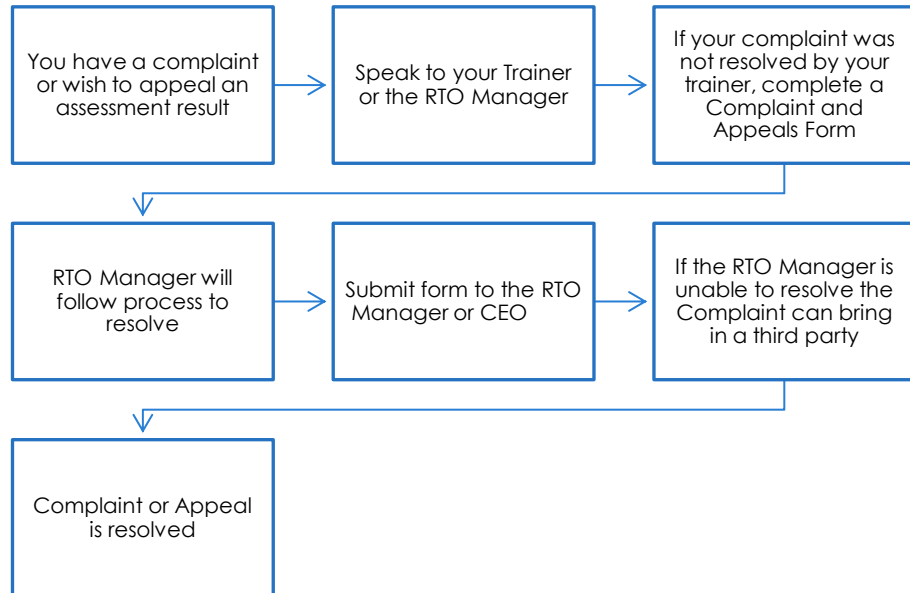 You have a complaint
or wish to appeal an
assessment result
Speak to your Trainer
or the RTO Manager
If your complaint was
not resolved by your
trainer, complete a
Complaint and
Appeals Form
RTO Manager will
follow process to
resolve
Submit form to the RTO
Manager or CEO
If the RTO Manager is
unable to resolve the
Complaint can bring
in a third party
Complaint or Appeal
is resolved